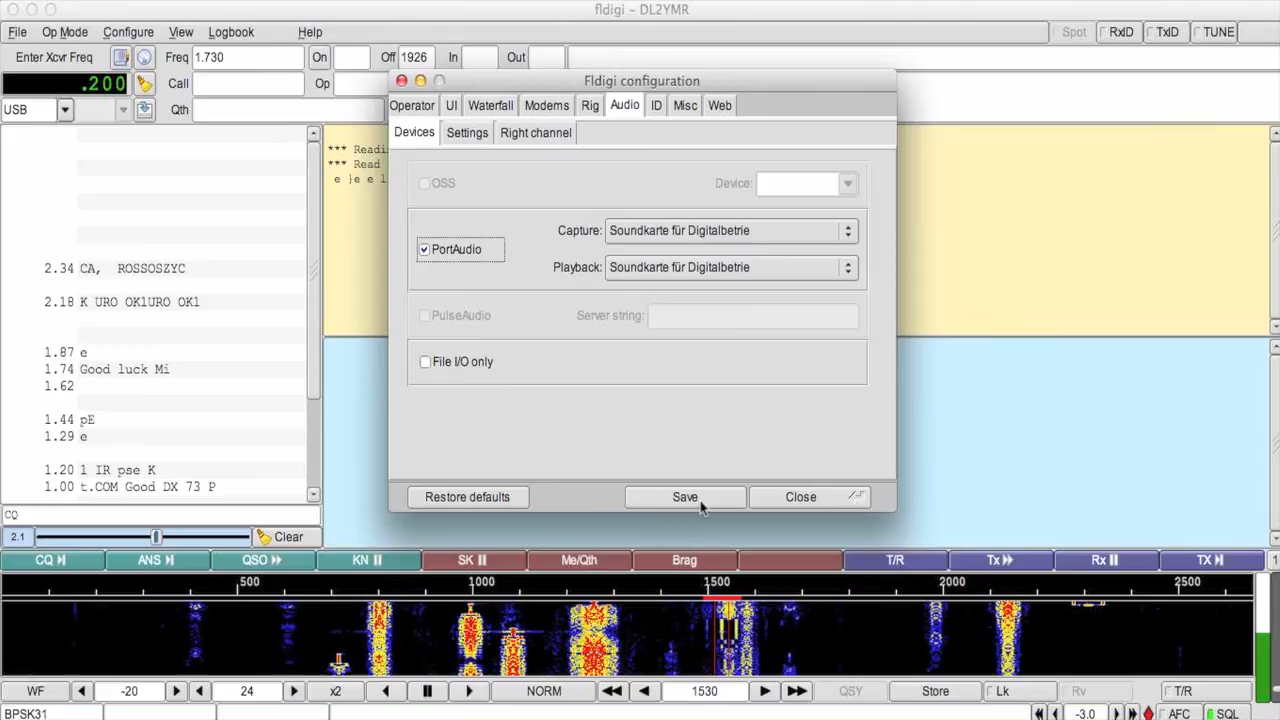 fldigi – DL2YMR
File Op Mode Configure View Logbook Help Spot RxID TxID TUNE
Enter Xcvr Freq Freq 1.730 On Off 1926 In Out
.200 Call Op
USB Qth
Fldigi configuration
Operator UI Waterfall Modems Rig Audio ID Misc Web
Devices Settings Right channel
OSS Device:
PortAudio
Capture: Soundkarte für Digitalbetrie
Playback: Soundkarte für Digitalbetrie
PulseAudio Server string:
File I/O only
Restore defaults Save Close
*** Readi
*** Read
e }e e l
2.34 CA, ROSSOSZYC
2.18 K URO OK1URO OK1
1.87 e
1.74 Good luck Mi
1.62
1.44 pE
1.29 e
1.20 l IR pse K
1.00 t.COM Good DX 73 P
CQ
2.1 Clear
CQ ANS QSO KN SK Me/Qth Brag T/R Tx Rx TX 1
500 1000 1500 2000 2500
WF -20 24 x2 NORM 1530 QSY Store Lk Rv T/R
BPSK31 -3.0 AFC SQL